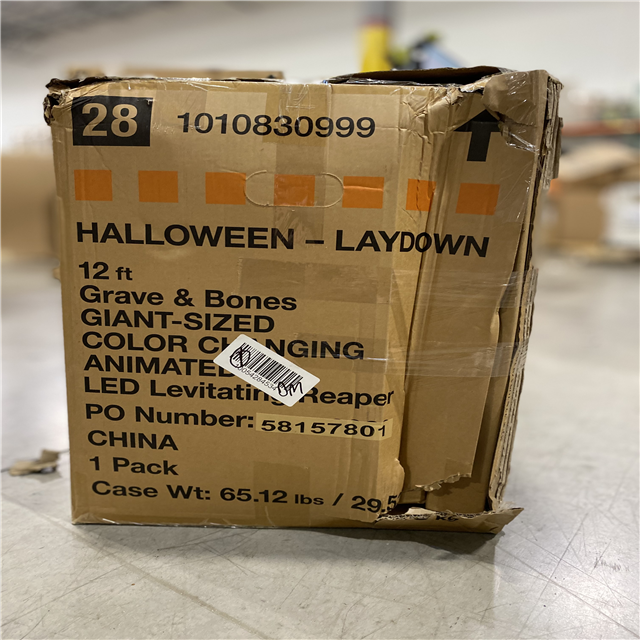 28 1010830999
HALLOWEEN – LAYDOWN
12 ft
Grave & Bones
GIANT-SIZED
COLOR CHANGING
ANIMATED
LED Levitating Reaper
PO Number: 58157801
CHINA
1 Pack
Case Wt: 65.12 lbs / 29.5